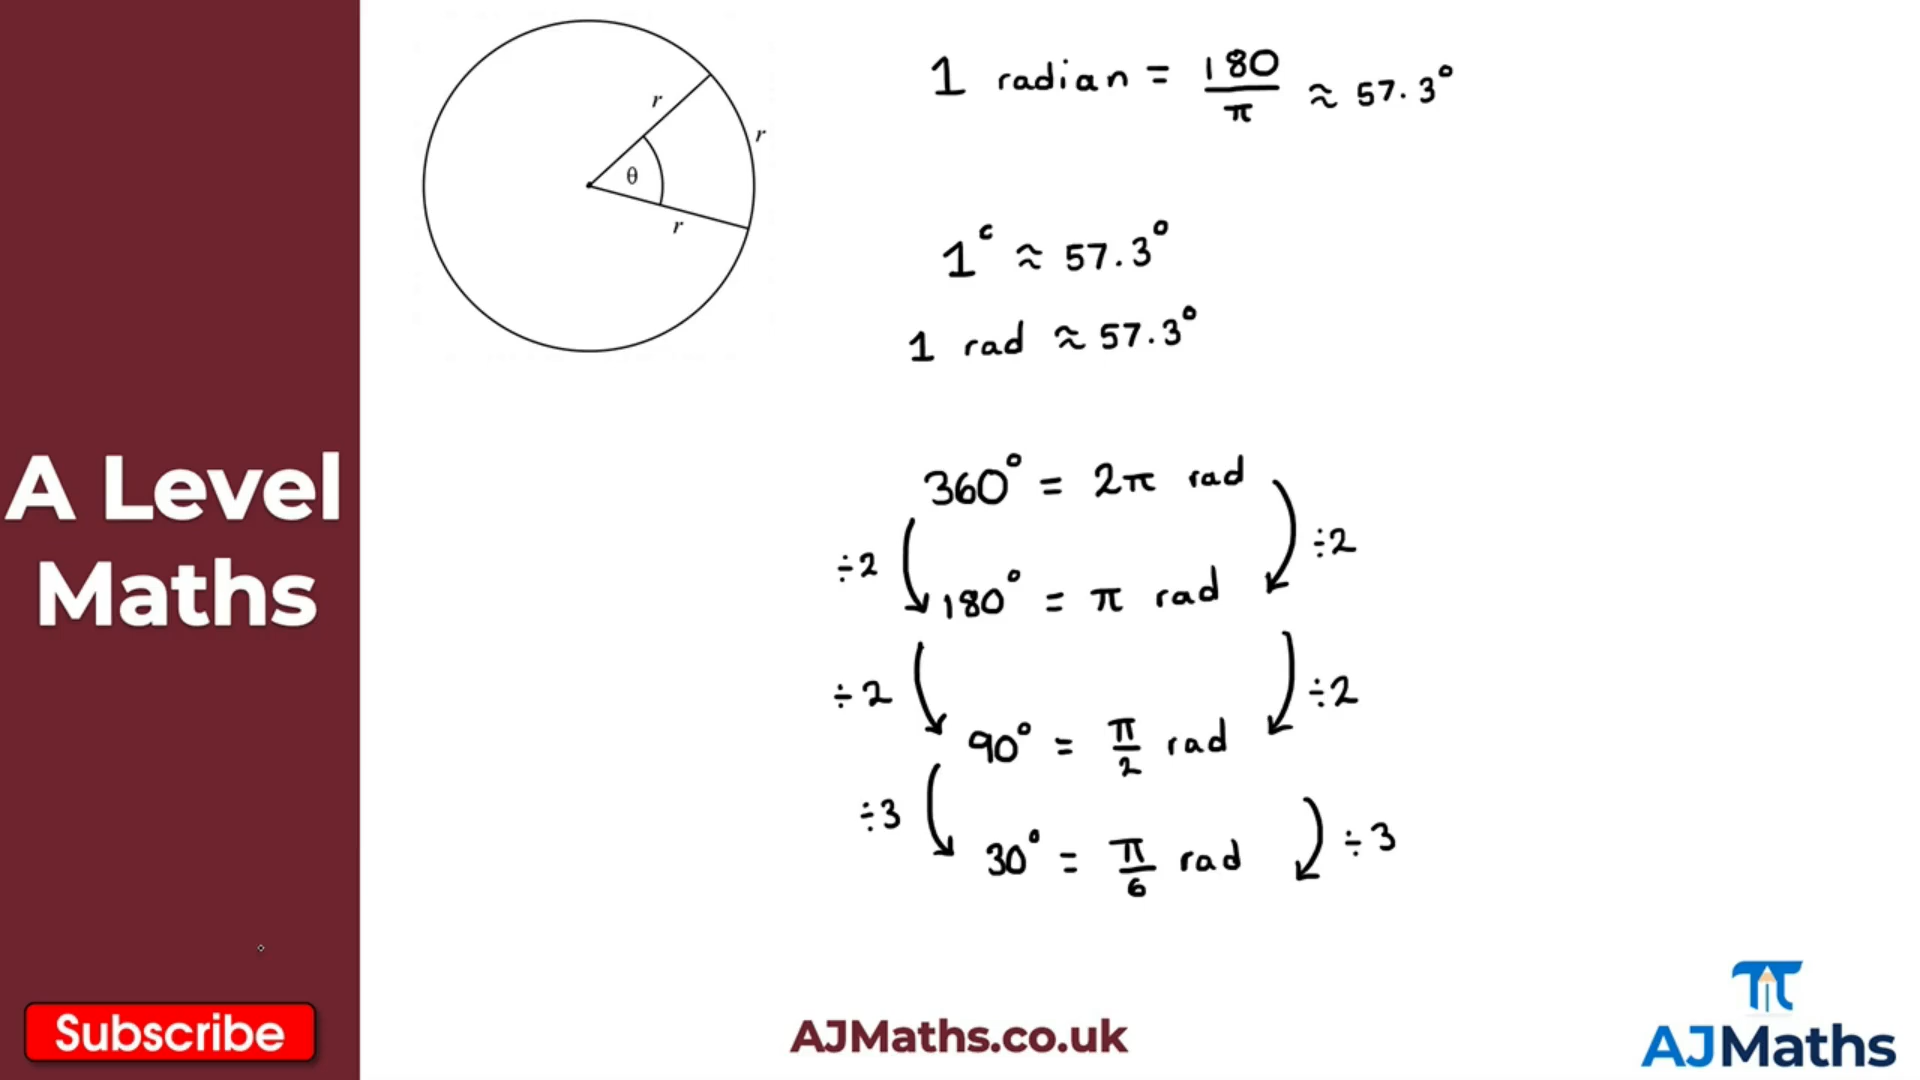 A Level
Maths
Subscribe
r
r
θ
r
1 radian = 180/π ≈ 57.3°
1ᶜ ≈ 57.3°
1 rad ≈ 57.3°
360° = 2π rad
÷2 ÷2
180° = π rad
÷2 ÷2
90° = π/2 rad
÷3 ÷3
30° = π/6 rad
AJMaths.co.uk
AJMaths